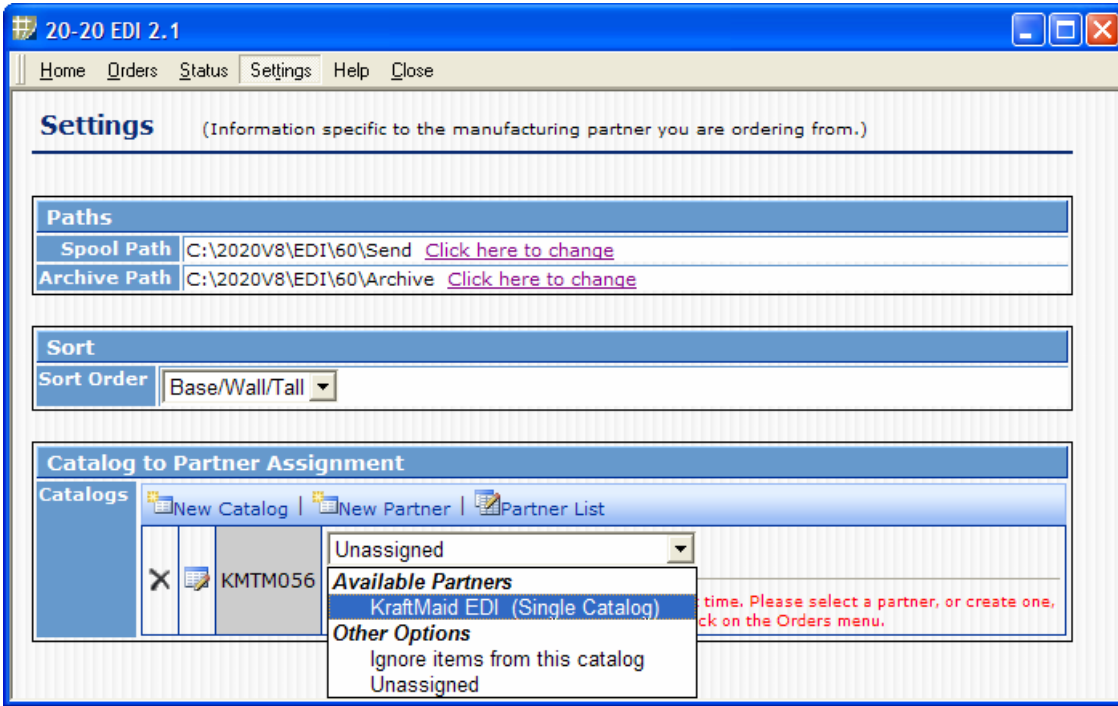 20-20 EDI 2.1
Home Orders Status Settings Help Close
Settings (Information specific to the manufacturing partner you are ordering from.)
Paths
Spool Path C:\2020V8\EDI\60\Send Click here to change
Archive Path C:\2020V8\EDI\60\Archive Click here to change
Sort
Sort Order Base/Wall/Tall
Catalog to Partner Assignment
Catalogs New Catalog | New Partner | Partner List
Unassigned
KMTM056 Available Partners
KraftMaid EDI (Single Catalog) time. Please select a partner, or create one,
Other Options ck on the Orders menu.
Ignore items from this catalog
Unassigned